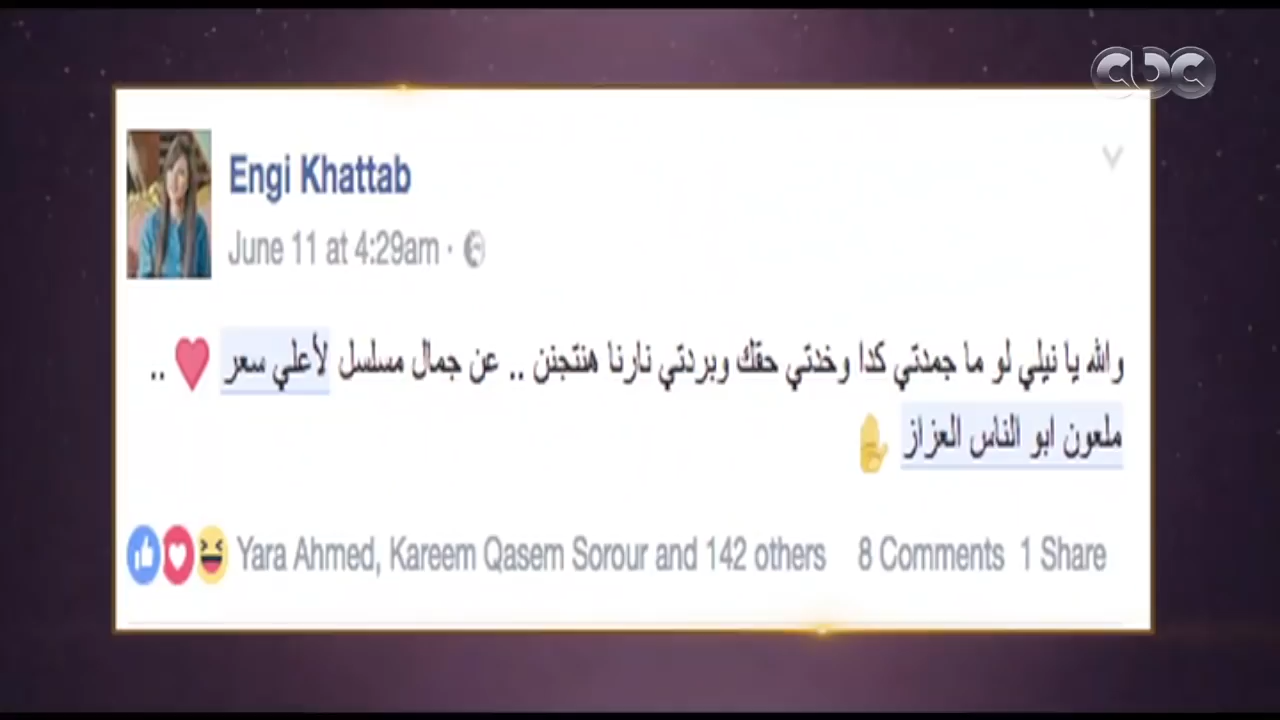 cbc
Engi Khattab
June 11 at 4:29am ·
والله يا نيلي لو ما جمدتي كدا وخدتي حقك وبردتي نارنا هنتجنن .. عن جمال مسلسل لأعلي سعر ❤ ..
ملعون ابو الناس العزاز ✋
Yara Ahmed, Kareem Qasem Sorour and 142 others 8 Comments 1 Share